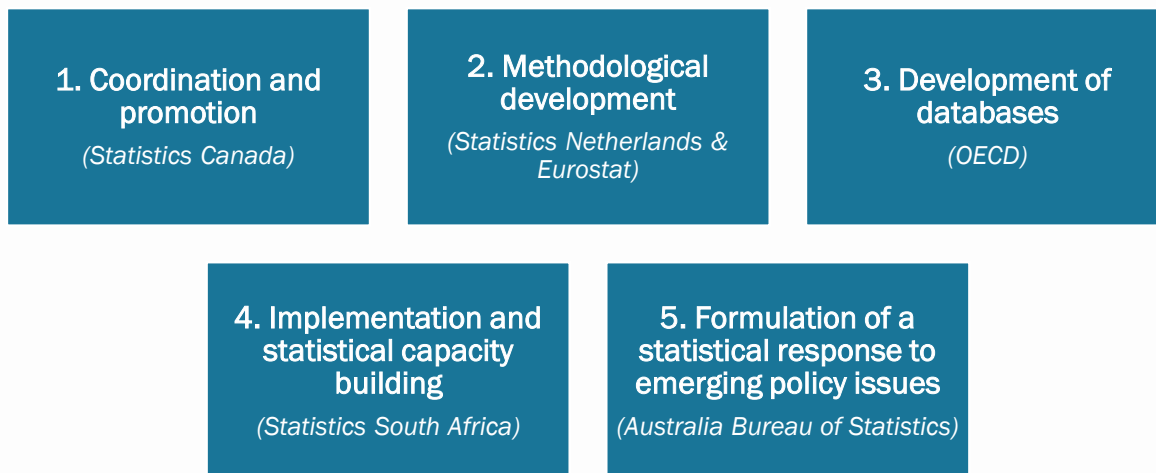 1. Coordination and
promotion
(Statistics Canada)
2. Methodological
development
(Statistics Netherlands &
Eurostat)
3. Development of
databases
(OECD)
4. Implementation and
statistical capacity
building
(Statistics South Africa)
5. Formulation of a
statistical response to
emerging policy issues
(Australia Bureau of Statistics)